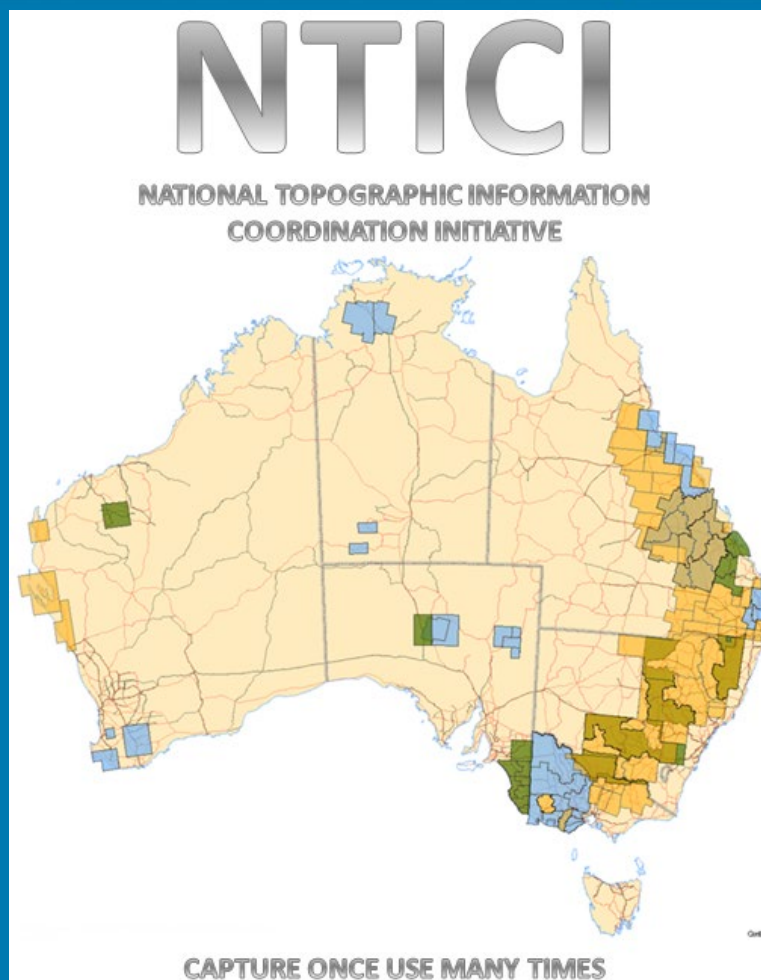 NTICI
NATIONAL TOPOGRAPHIC INFORMATION
COORDINATION INITIATIVE
CAPTURE ONCE USE MANY TIMES